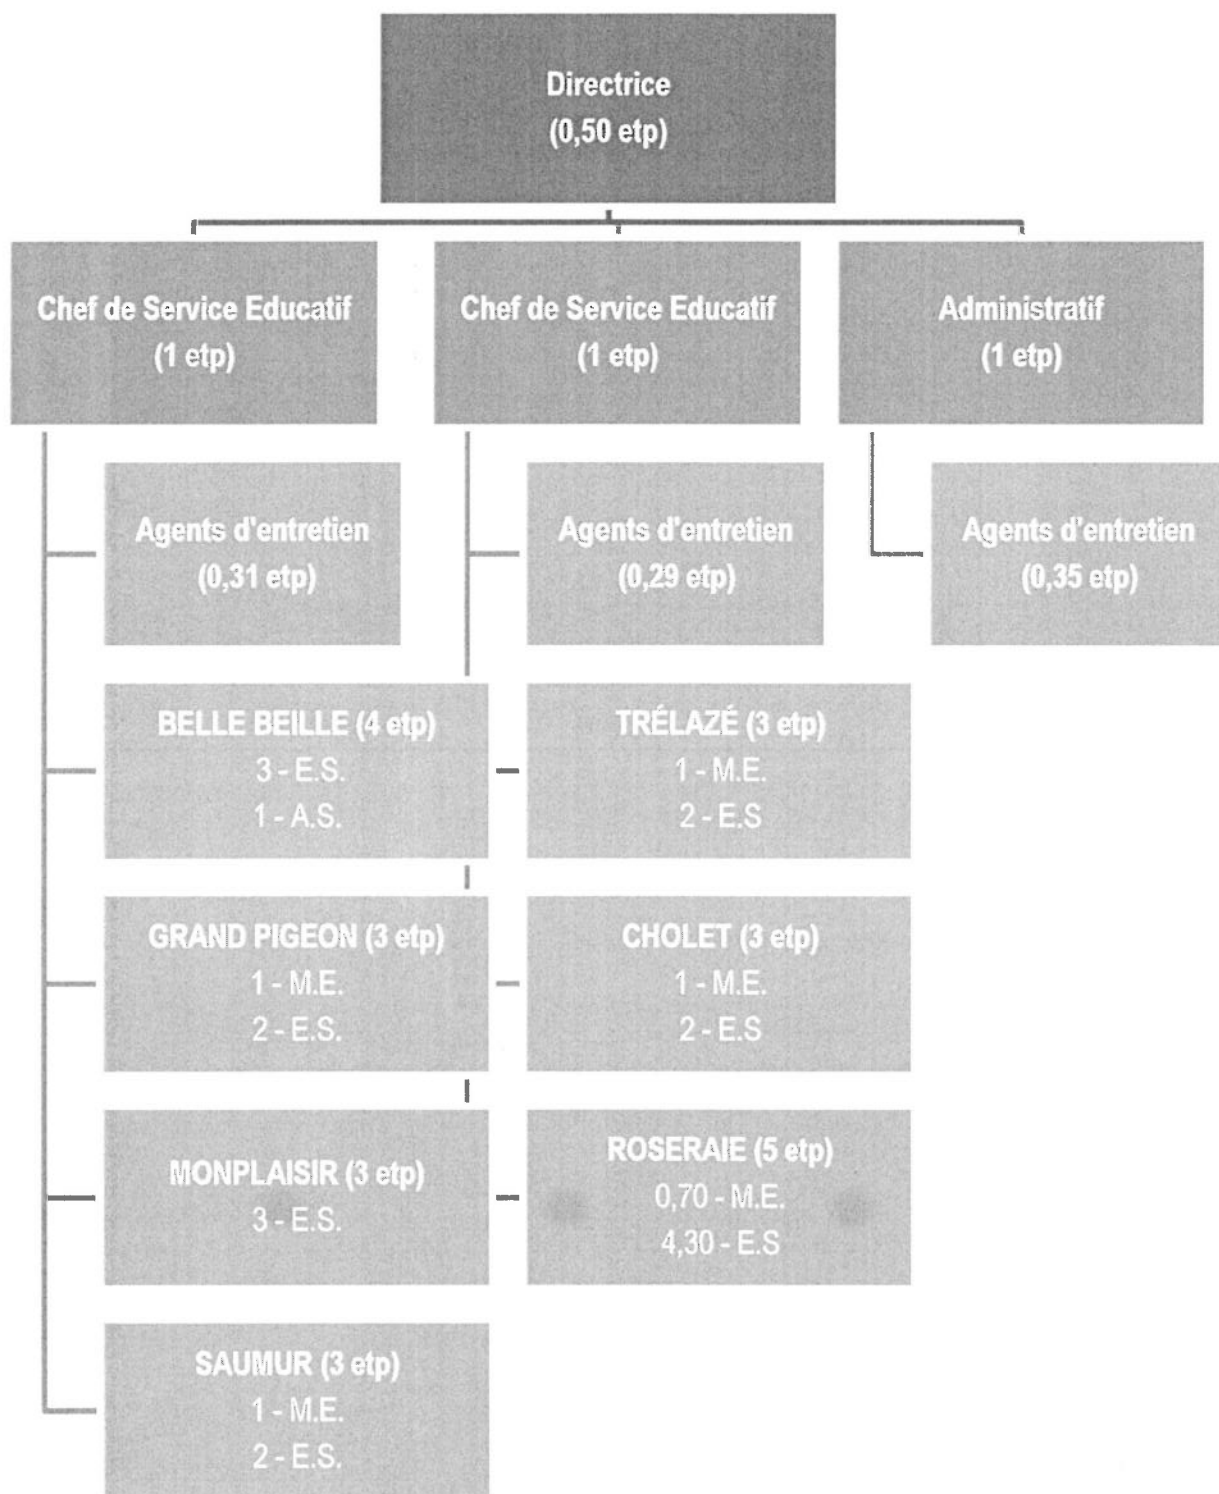 Directrice
(0,50 etp)
Chef de Service Educatif
(1 etp)
Chef de Service Educatif
(1 etp)
Administratif
(1 etp)
Agents d'entretien
(0,31 etp)
Agents d'entretien
(0,29 etp)
Agents d'entretien
(0,35 etp)
BELLE BEILLE (4 etp)
3 - E.S.
1 - A.S.
TRÉLAZÉ (3 etp)
1 - M.E.
2 - E.S
GRAND PIGEON (3 etp)
1 - M.E.
2 - E.S.
CHOLET (3 etp)
1 - M.E.
2 - E.S
MONPLAISIR (3 etp)
3 - E.S.
ROSERAIE (5 etp)
0,70 - M.E.
4,30 - E.S
SAUMUR (3 etp)
1 - M.E.
2 - E.S.